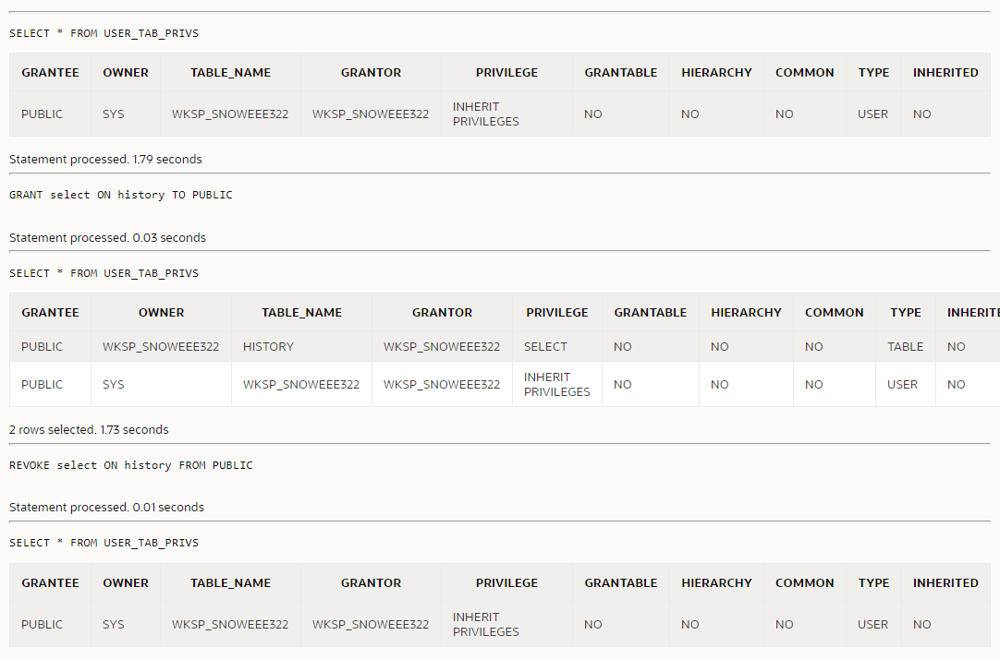 SELECT * FROM USER_TAB_PRIVS
GRANTEE OWNER TABLE_NAME GRANTOR PRIVILEGE GRANTABLE HIERARCHY COMMON TYPE INHERITED
PUBLIC SYS WKSP_SNOWEEE322 WKSP_SNOWEEE322 INHERIT PRIVILEGES NO NO NO USER NO
Statement processed. 1.79 seconds
GRANT select ON history TO PUBLIC
Statement processed. 0.03 seconds
SELECT * FROM USER_TAB_PRIVS
GRANTEE OWNER TABLE_NAME GRANTOR PRIVILEGE GRANTABLE HIERARCHY COMMON TYPE INHERITE
PUBLIC WKSP_SNOWEEE322 HISTORY WKSP_SNOWEEE322 SELECT NO NO NO TABLE NO
PUBLIC SYS WKSP_SNOWEEE322 WKSP_SNOWEEE322 INHERIT PRIVILEGES NO NO NO USER NO
2 rows selected. 1.73 seconds
REVOKE select ON history FROM PUBLIC
Statement processed. 0.01 seconds
SELECT * FROM USER_TAB_PRIVS
GRANTEE OWNER TABLE_NAME GRANTOR PRIVILEGE GRANTABLE HIERARCHY COMMON TYPE INHERITED
PUBLIC SYS WKSP_SNOWEEE322 WKSP_SNOWEEE322 INHERIT PRIVILEGES NO NO NO USER NO